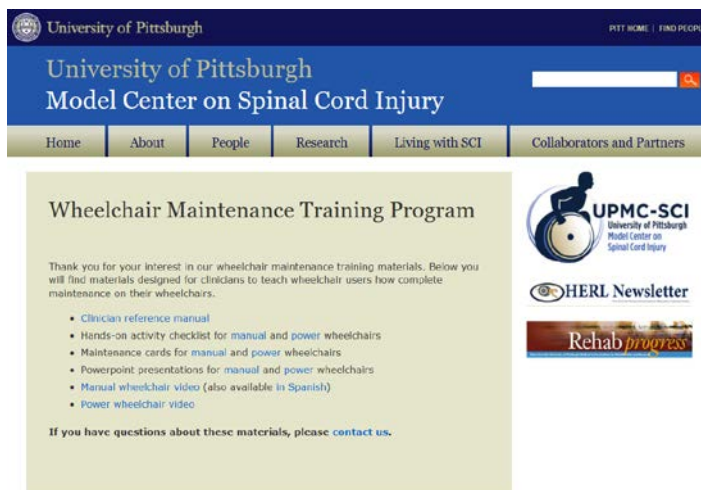 University of Pittsburgh
PITT HOME | FIND PEOPL
University of Pittsburgh
Model Center on Spinal Cord Injury
Home About People Research Living with SCI Collaborators and Partners
Wheelchair Maintenance Training Program
Thank you for your interest in our wheelchair maintenance training materials. Below you
will find materials designed for clinicians to teach wheelchair users how complete
maintenance on their wheelchairs.
• Clinician reference manual
• Hands-on activity checklist for manual and power wheelchairs
• Maintenance cards for manual and power wheelchairs
• Powerpoint presentations for manual and power wheelchairs
• Manual wheelchair video (also available in Spanish)
• Power wheelchair video
If you have questions about these materials, please contact us.
UPMC-SCI
University of Pittsburgh
Model Center on
Spinal Cord Injury
HERL Newsletter
Rehab progress